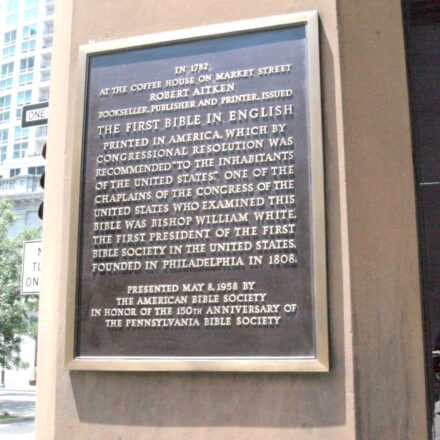 IN 1782
AT THE COFFEE HOUSE ON MARKET STREET
ROBERT AITKEN
BOOKSELLER, PUBLISHER AND PRINTER, ISSUED
THE FIRST BIBLE IN ENGLISH
PRINTED IN AMERICA, WHICH BY
CONGRESSIONAL RESOLUTION WAS
RECOMMENDED "TO THE INHABITANTS
OF THE UNITED STATES." ONE OF THE
CHAPLAINS OF THE CONGRESS OF THE
UNITED STATES WHO EXAMINED THIS
BIBLE WAS BISHOP WILLIAM WHITE,
THE FIRST PRESIDENT OF THE FIRST
BIBLE SOCIETY IN THE UNITED STATES,
FOUNDED IN PHILADELPHIA IN 1808.
PRESENTED MAY 8, 1958 BY
THE AMERICAN BIBLE SOCIETY
IN HONOR OF THE 150TH ANNIVERSARY OF
THE PENNSYLVANIA BIBLE SOCIETY
ONE
TU
ON